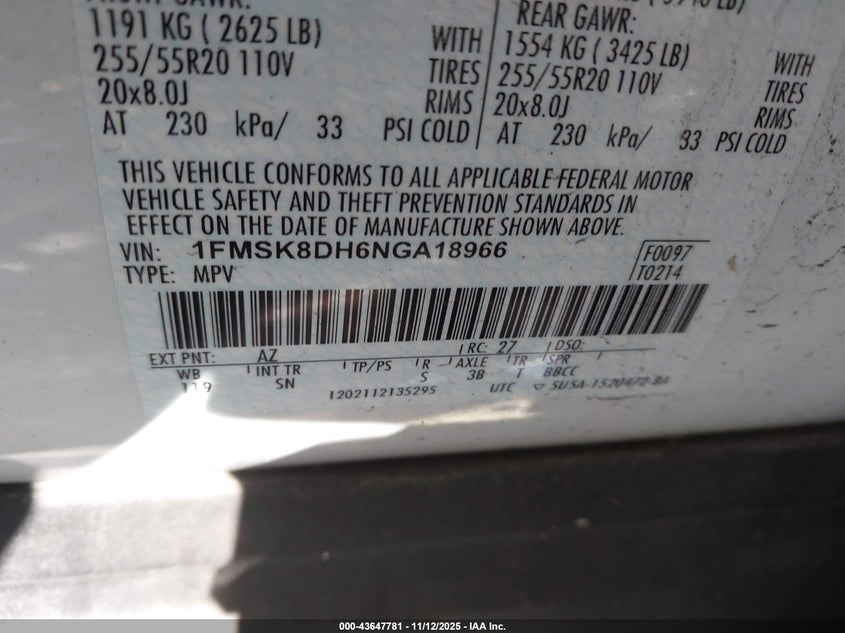 1191 KG ( 2625 LB) WITH
255/55R20 110V TIRES
20x8.0J RIMS
AT 230 kPa/ 33 PSI COLD
REAR GAWR:
1554 KG ( 3425 LB) WITH
255/55R20 110V TIRES
20x8.0J RIMS
AT 230 kPa/ 33 PSI COLD
THIS VEHICLE CONFORMS TO ALL APPLICABLE FEDERAL MOTOR
VEHICLE SAFETY AND THEFT PREVENTION STANDARDS IN
EFFECT ON THE DATE OF MANUFACTURE SHOWN ABOVE.
VIN: 1FMSK8DH6NGA18966 F0097
TYPE: MPV T0214
EXT PNT: AZ RC: 27 DSO:
WB INT TR TP/PS R AXLE TR SPR
119 SN S 3B T BBCC
1202112135295 UTC ▽ 5U5A-1520472-BA
000-43647781 - 11/12/2025 - IAA Inc.